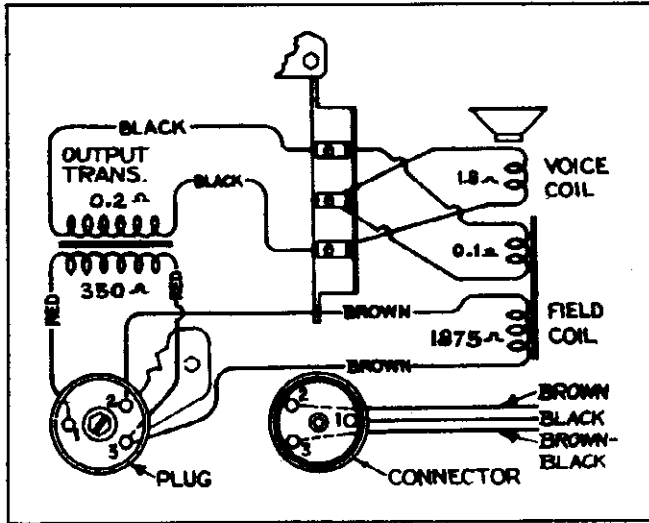 BLACK
OUTPUT
TRANS.
0.2 Ω
BLACK
1.8 Ω
VOICE
COIL
0.1 Ω
350 Ω
RED
RED
BROWN
FIELD
COIL
1875 Ω
BROWN
1
2
3
PLUG
2
1
3
CONNECTOR
BROWN
BLACK
BROWN-
BLACK